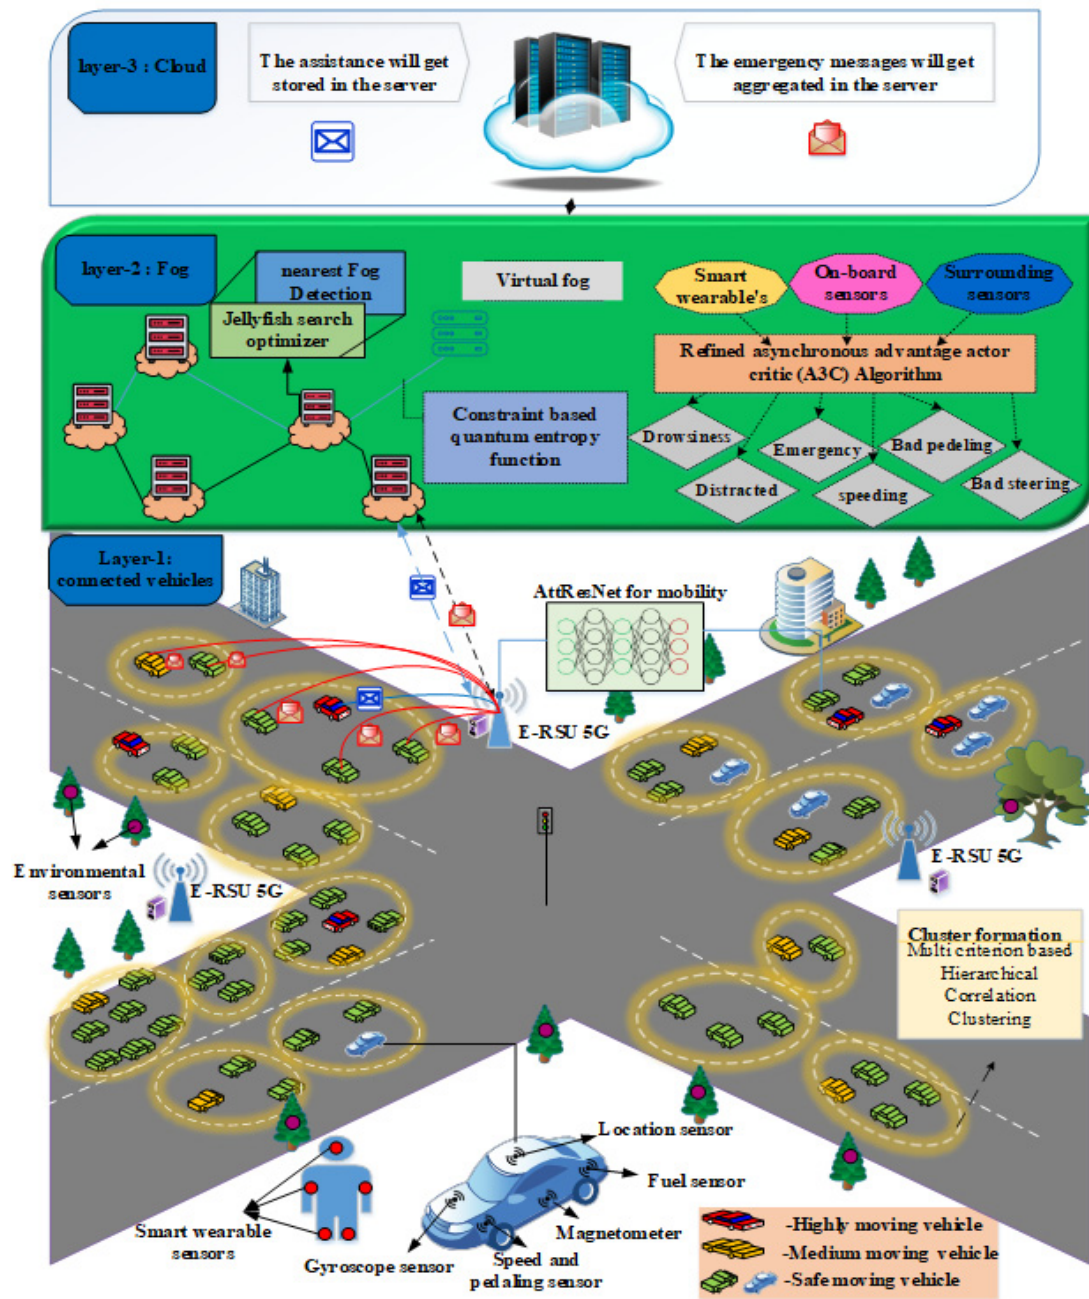 layer-3 : Cloud
The assistance will get
stored in the server
The emergency messages will get
aggregated in the server
layer-2 : Fog
nearest Fog
Detection
Jellyfish search
optimizer
Virtual fog
Smart
wearable's
On-board
sensors
Surrounding
sensors
Refined asynchronous advantage actor
critic (A3C) Algorithm
Constraint based
quantum entropy
function
Drowsiness
Emergency
Bad pedeling
Distracted
speeding
Bad steering
Layer-1:
connected vehicles
AttResNet for mobility
E-RSU 5G
E-RSU 5G
E-RSU 5G
Environmental
sensors
Cluster formation
Multi criterion based
Hierarchical
Correlation
Clustering
Location sensor
Fuel sensor
Magnetometer
Speed and
pedaling sensor
Gyroscope sensor
Smart wearable
sensors
-Highly moving vehicle
-Medium moving vehicle
-Safe moving vehicle